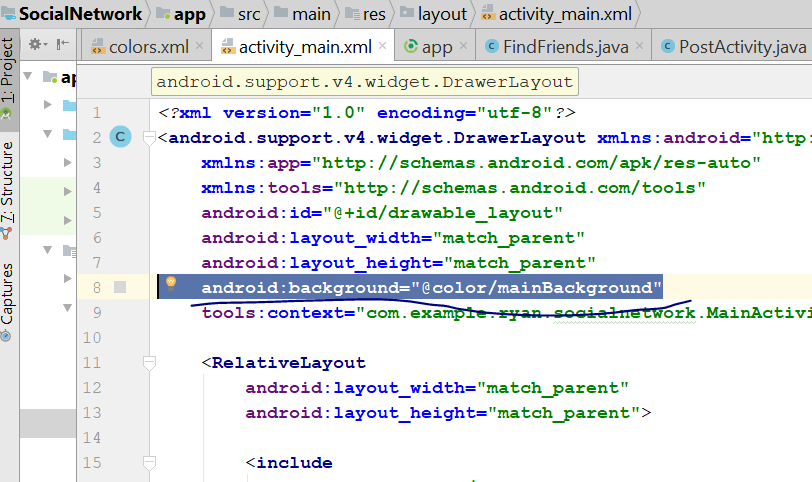 SocialNetwork app src main res layout activity_main.xml
colors.xml activity_main.xml app FindFriends.java PostActivity.java
1: Project
7: Structure
Captures
ap
android.support.v4.widget.DrawerLayout
1 <?xml version="1.0" encoding="utf-8"?>
2 C <android.support.v4.widget.DrawerLayout xmlns:android="http:
3 xmlns:app="http://schemas.android.com/apk/res-auto"
4 xmlns:tools="http://schemas.android.com/tools"
5 android:id="@+id/drawable_layout"
6 android:layout_width="match_parent"
7 android:layout_height="match_parent"
8 android:background="@color/mainBackground"
9 tools:context="com.example.ryan.socialnetwork.MainActivi
10
11 <RelativeLayout
12 android:layout_width="match_parent"
13 android:layout_height="match_parent">
14
15 <include